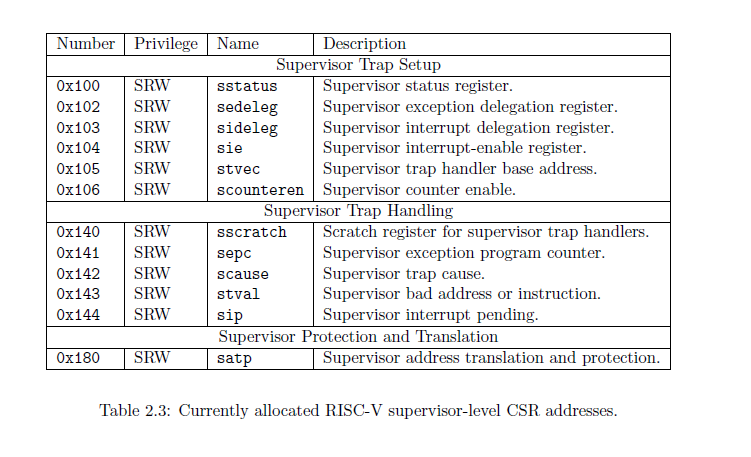 Number Privilege Name Description
Supervisor Trap Setup
0x100 SRW sstatus Supervisor status register.
0x102 SRW sedeleg Supervisor exception delegation register.
0x103 SRW sideleg Supervisor interrupt delegation register.
0x104 SRW sie Supervisor interrupt-enable register.
0x105 SRW stvec Supervisor trap handler base address.
0x106 SRW scounteren Supervisor counter enable.
Supervisor Trap Handling
0x140 SRW sscratch Scratch register for supervisor trap handlers.
0x141 SRW sepc Supervisor exception program counter.
0x142 SRW scause Supervisor trap cause.
0x143 SRW stval Supervisor bad address or instruction.
0x144 SRW sip Supervisor interrupt pending.
Supervisor Protection and Translation
0x180 SRW satp Supervisor address translation and protection.
Table 2.3: Currently allocated RISC-V supervisor-level CSR addresses.